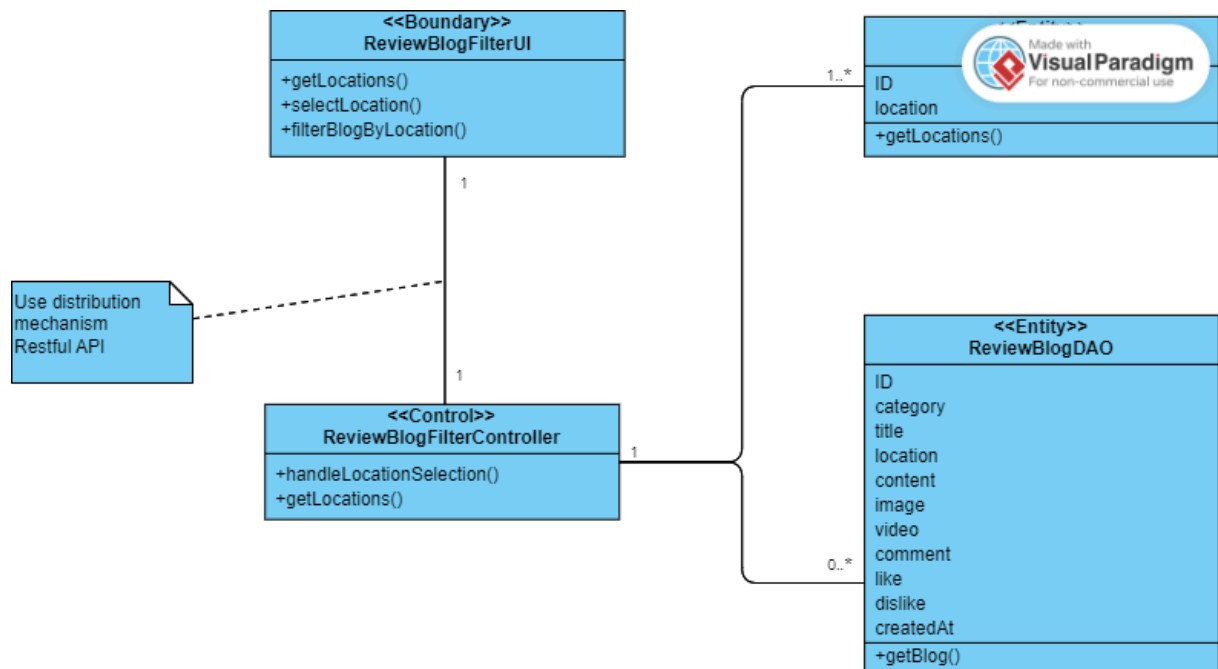 <<Boundary>>
ReviewBlogFilterUI
+getLocations()
+selectLocation()
+filterBlogByLocation()
1
Use distribution
mechanism
Restful API
1
<<Control>>
ReviewBlogFilterController
+handleLocationSelection()
+getLocations()
1
1..*
<<Entity>>
Made with
VisualParadigm
For non-commercial use
ID
location
+getLocations()
0..*
<<Entity>>
ReviewBlogDAO
ID
category
title
location
content
image
video
comment
like
dislike
createdAt
+getBlog()